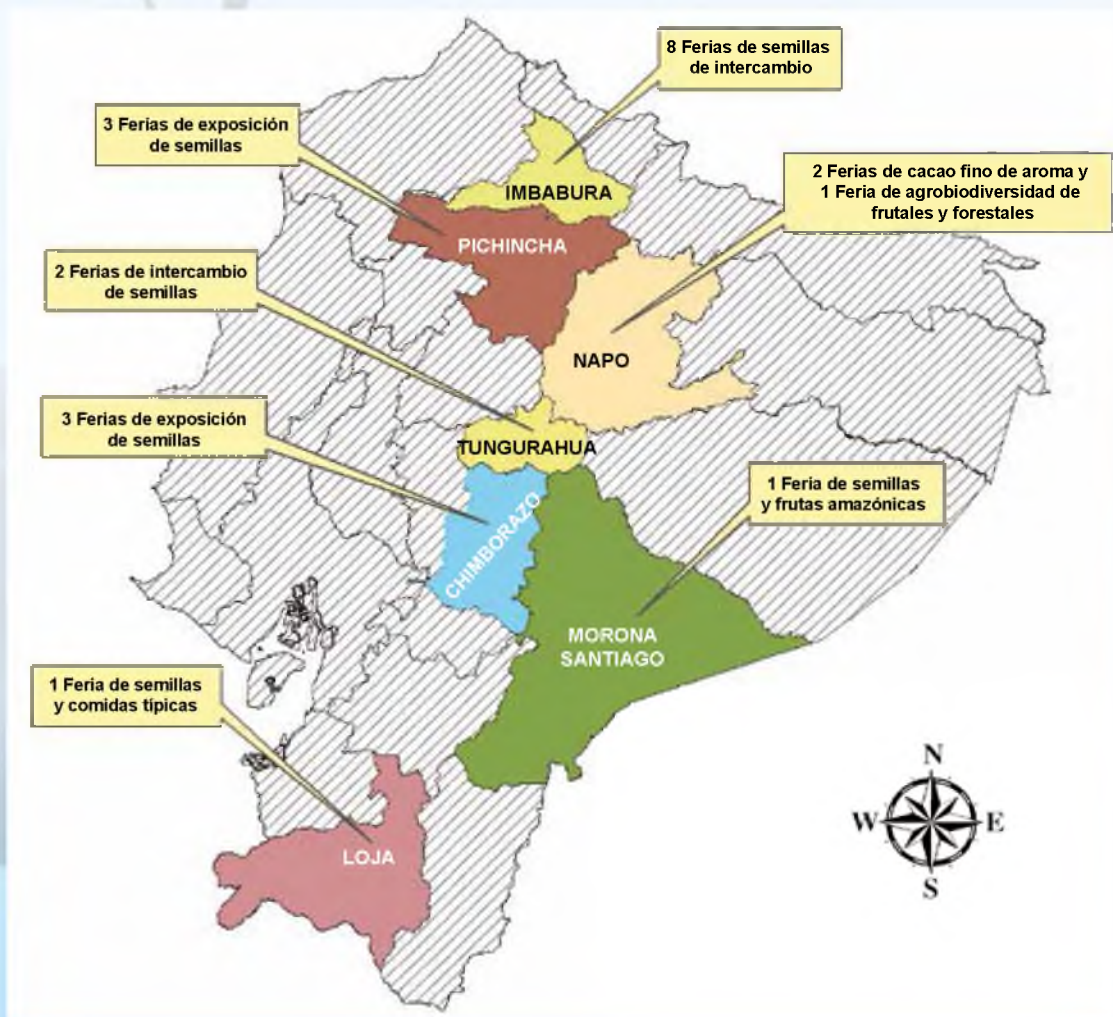 8 Ferias de semillas
de intercambio
3 Ferias de exposición
de semillas
2 Ferias de cacao fino de aroma y
1 Feria de agrobiodiversidad de
frutales y forestales
IMBABURA
PICHINCHA
2 Ferias de intercambio
de semillas
NAPO
3 Ferias de exposición
de semillas
TUNGURAHUA
1 Feria de semillas
y frutas amazónicas
CHIMBORAZO
MORONA
SANTIAGO
1 Feria de semillas
y comidas típicas
LOJA
N
W
E
S